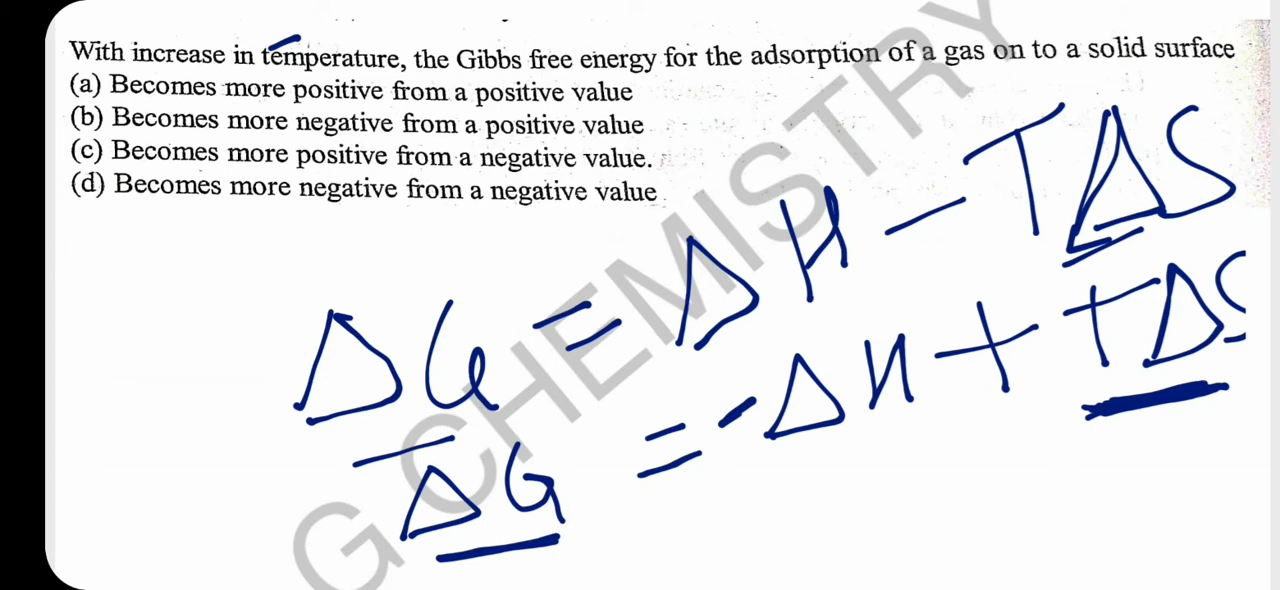 With increase in temperature, the Gibbs free energy for the adsorption of a gas on to a solid surface
(a) Becomes more positive from a positive value
(b) Becomes more negative from a positive value
(c) Becomes more positive from a negative value.
(d) Becomes more negative from a negative value
ΔG = ΔH - TΔS
ΔG = -ΔH + TΔS
G CHEMISTRY